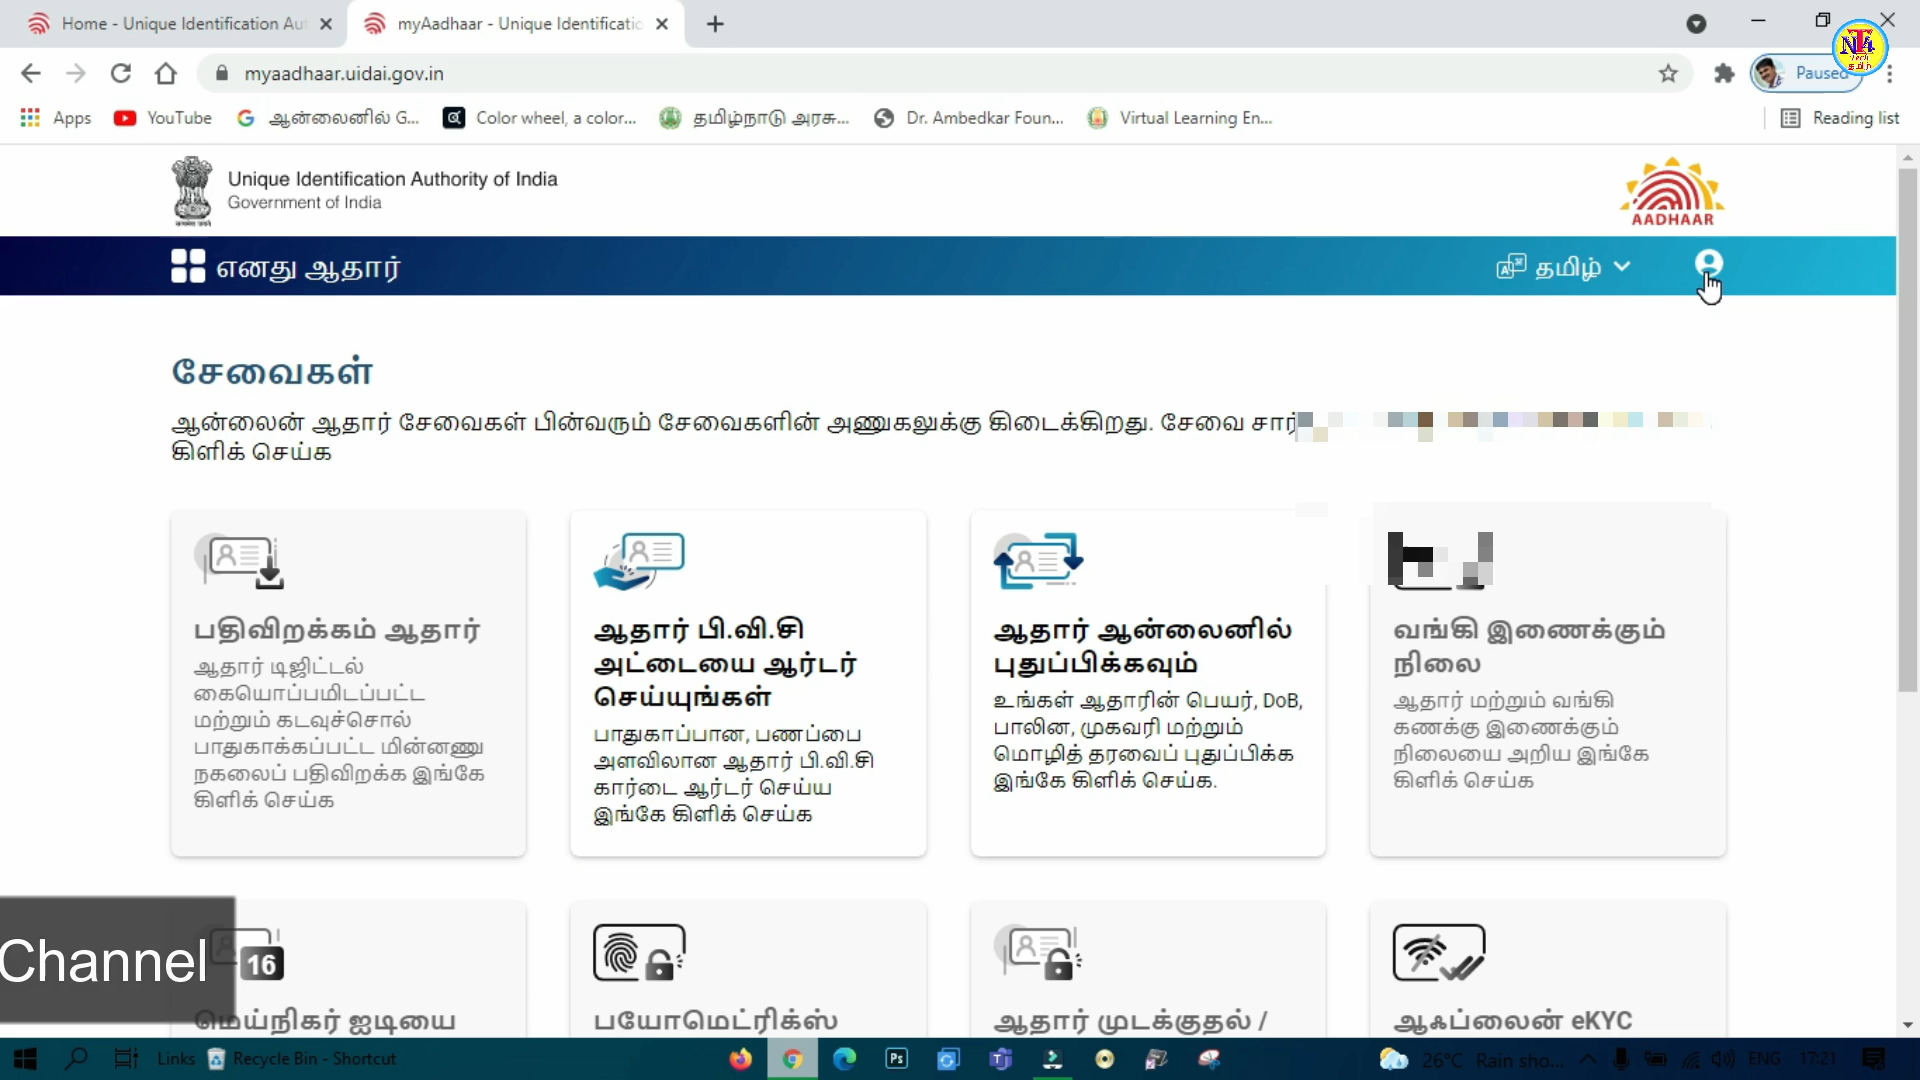 Home - Unique Identification Aut
myAadhaar - Unique Identificatio
myaadhaar.uidai.gov.in
Paused
Apps
YouTube
ஆன்லைனில் G...
Color wheel, a color...
தமிழ்நாடு அரசு...
Dr. Ambedkar Foun...
Virtual Learning En...
Reading list
Unique Identification Authority of India
Government of India
AADHAAR
எனது ஆதார்
தமிழ்
சேவைகள்
ஆன்லைன் ஆதார் சேவைகள் பின்வரும் சேவைகளின் அணுகலுக்கு கிடைக்கிறது. சேவை சார்
கிளிக் செய்க
பதிவிறக்கம் ஆதார்
ஆதார் டிஜிட்டல்
கையொப்பமிடப்பட்ட
மற்றும் கடவுச்சொல்
பாதுகாக்கப்பட்ட மின்னணு
நகலைப் பதிவிறக்க இங்கே
கிளிக் செய்க
ஆதார் பி.வி.சி
அட்டையை ஆர்டர்
செய்யுங்கள்
பாதுகாப்பான, பணப்பை
அளவிலான ஆதார் பி.வி.சி
கார்டை ஆர்டர் செய்ய
இங்கே கிளிக் செய்க
ஆதார் ஆன்லைனில்
புதுப்பிக்கவும்
உங்கள் ஆதாரின் பெயர், DoB,
பாலின, முகவரி மற்றும்
மொழித் தரவைப் புதுப்பிக்க
இங்கே கிளிக் செய்க.
வங்கி இணைக்கும்
நிலை
ஆதார் மற்றும் வங்கி
கணக்கு இணைக்கும்
நிலையை அறிய இங்கே
கிளிக் செய்க
Channel
16
மெய்நிகர் ஐடியை
பயோமெட்ரிக்ஸ்
ஆதார் முடக்குதல் /
ஆஃப்லைன் eKYC
Links
Recycle Bin - Shortcut
Ps
26°C Rain sho...
ENG
17:21